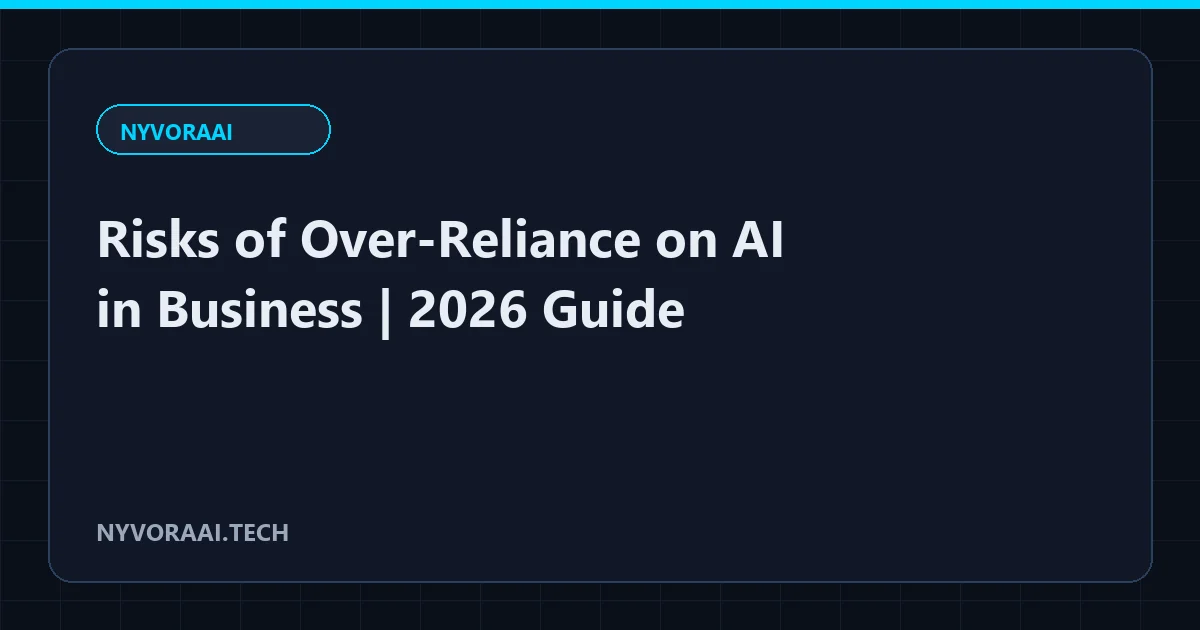 NYVORAAI
Risks of Over-Reliance on AI
in Business | 2026 Guide
NYVORAAI.TECH